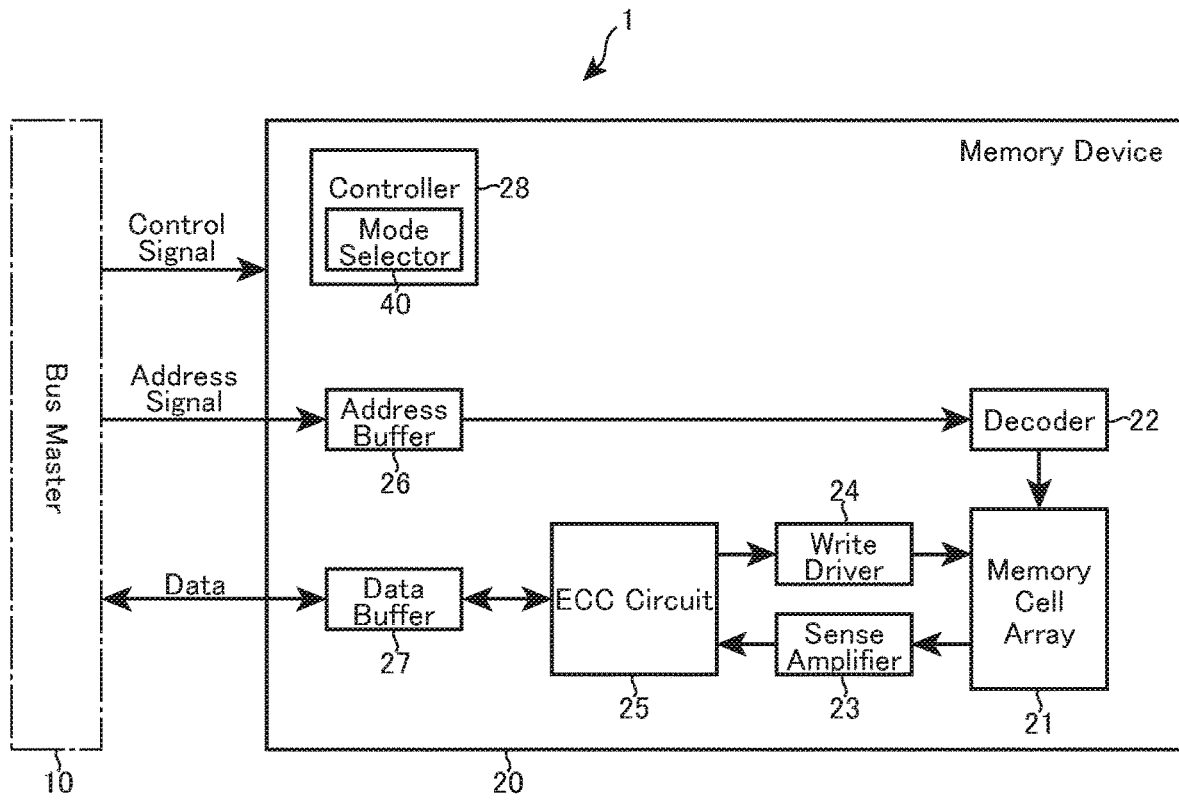 1
Memory Device
Controller
28
Mode
Selector
40
Control
Signal
Address
Signal
Bus Master
Address
Buffer
26
Decoder
22
24
Write
Driver
Memory
Cell
Array
Data
Data
Buffer
27
ECC Circuit
25
Sense
Amplifier
23
21
10
20